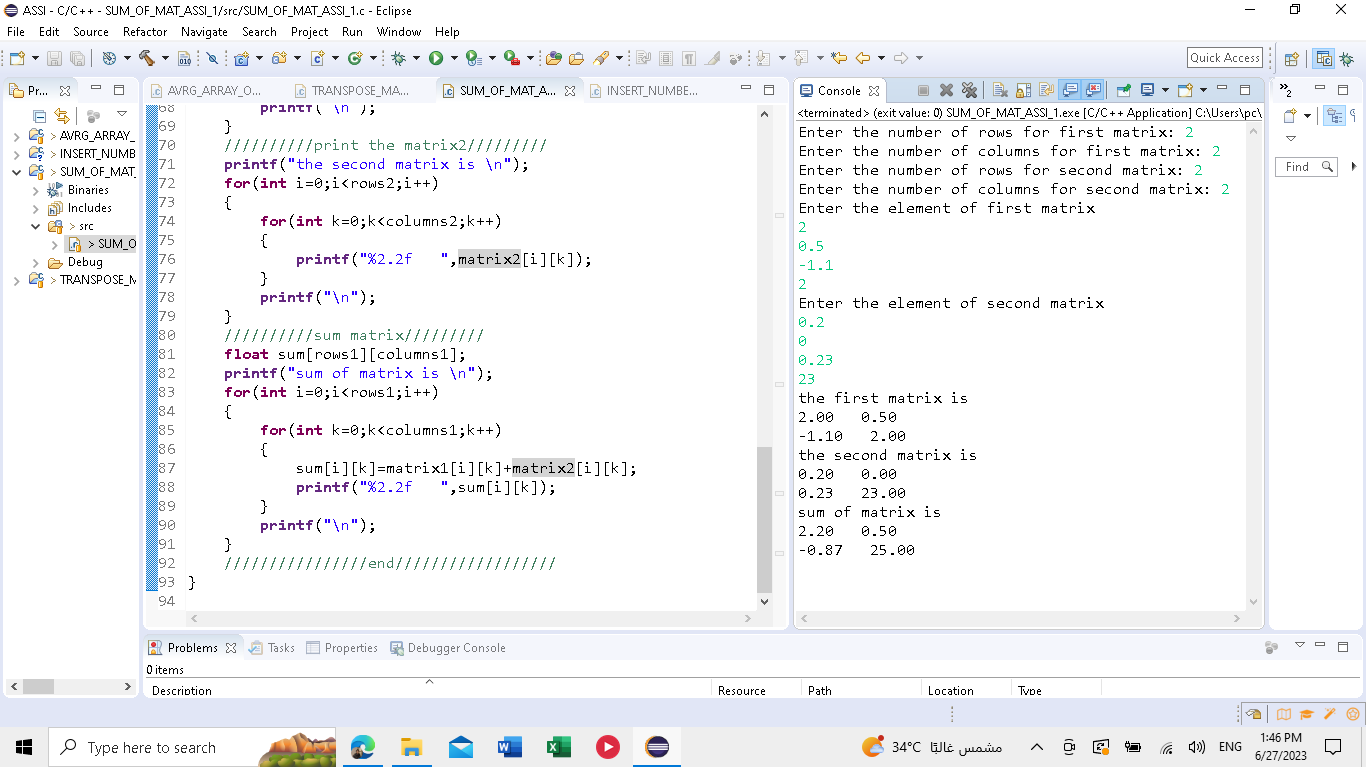 ASSI - C/C++ - SUM_OF_MAT_ASSI_1/src/SUM_OF_MAT_ASSI_1.c - Eclipse
File Edit Source Refactor Navigate Search Project Run Window Help
Quick Access
Pr...
> AVRG_ARRAY_
> INSERT_NUMB
> SUM_OF_MAT_
Binaries
Includes
> src
> SUM_O
Debug
> TRANSPOSE_M
AVRG_ARRAY_O... TRANSPOSE_MA... SUM_OF_MAT_A... INSERT_NUMBE...
68 printf("\n");
69 }
70 //////////print the matrix2/////////
71 printf("the second matrix is \n");
72 for(int i=0;i<rows2;i++)
73 {
74 for(int k=0;k<columns2;k++)
75 {
76 printf("%2.2f   ",matrix2[i][k]);
77 }
78 printf("\n");
79 }
80 //////////sum matrix/////////
81 float sum[rows1][columns1];
82 printf("sum of matrix is \n");
83 for(int i=0;i<rows1;i++)
84 {
85 for(int k=0;k<columns1;k++)
86 {
87 sum[i][k]=matrix1[i][k]+matrix2[i][k];
88 printf("%2.2f   ",sum[i][k]);
89 }
90 printf("\n");
91 }
92 ////////////////end//////////////////
93 }
94
Console
<terminated> (exit value: 0) SUM_OF_MAT_ASSI_1.exe [C/C++ Application] C:\Users\pc\
Enter the number of rows for first matrix: 2
Enter the number of columns for first matrix: 2
Enter the number of rows for second matrix: 2
Enter the number of columns for second matrix: 2
Enter the element of first matrix
2
0.5
-1.1
2
Enter the element of second matrix
0.2
0
0.23
23
the first matrix is
2.00   0.50
-1.10   2.00
the second matrix is
0.20   0.00
0.23   23.00
sum of matrix is
2.20   0.50
-0.87   25.00
»2
Find
Problems Tasks Properties Debugger Console
0 items
Description Resource Path Location Type
Type here to search
34°C مشمس غالبًا
ENG
1:46 PM
6/27/2023